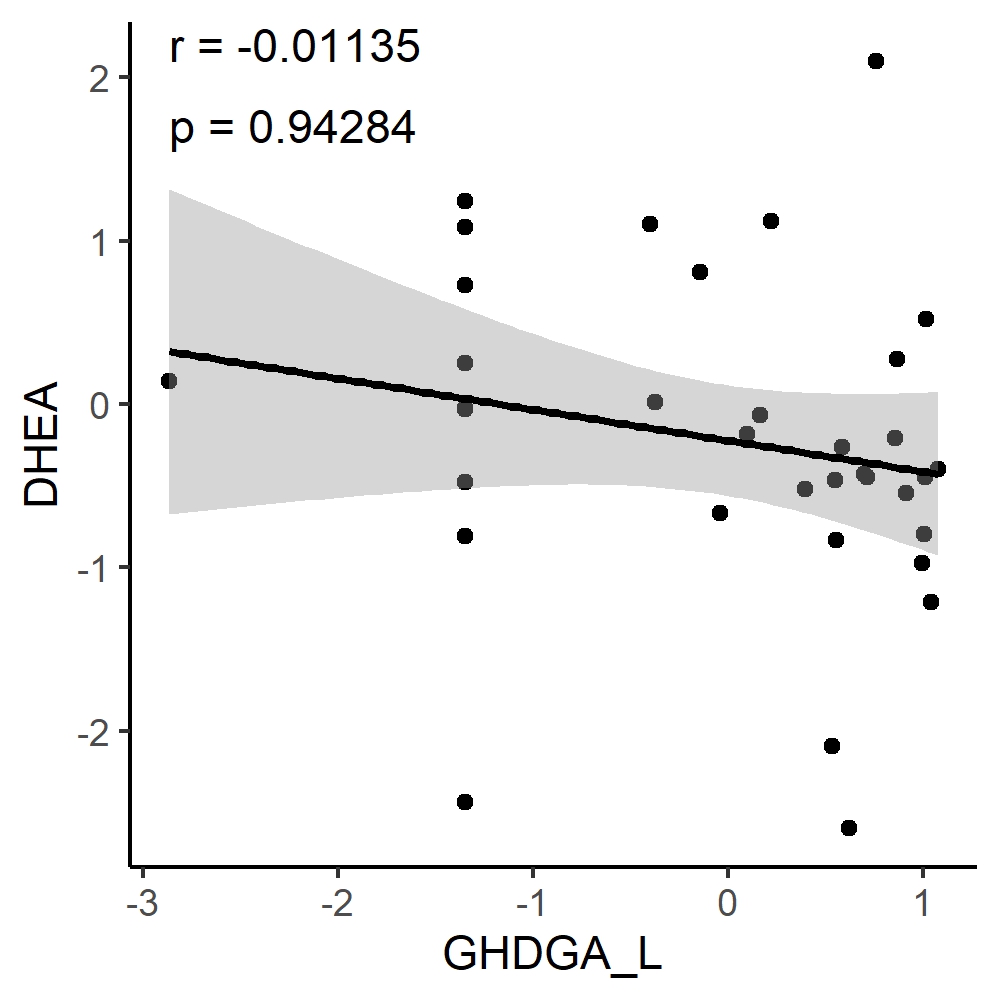 r = -0.01135
p = 0.94284
2
1
0
-1
-2
DHEA
-3 -2 -1 0 1
GHDGA_L